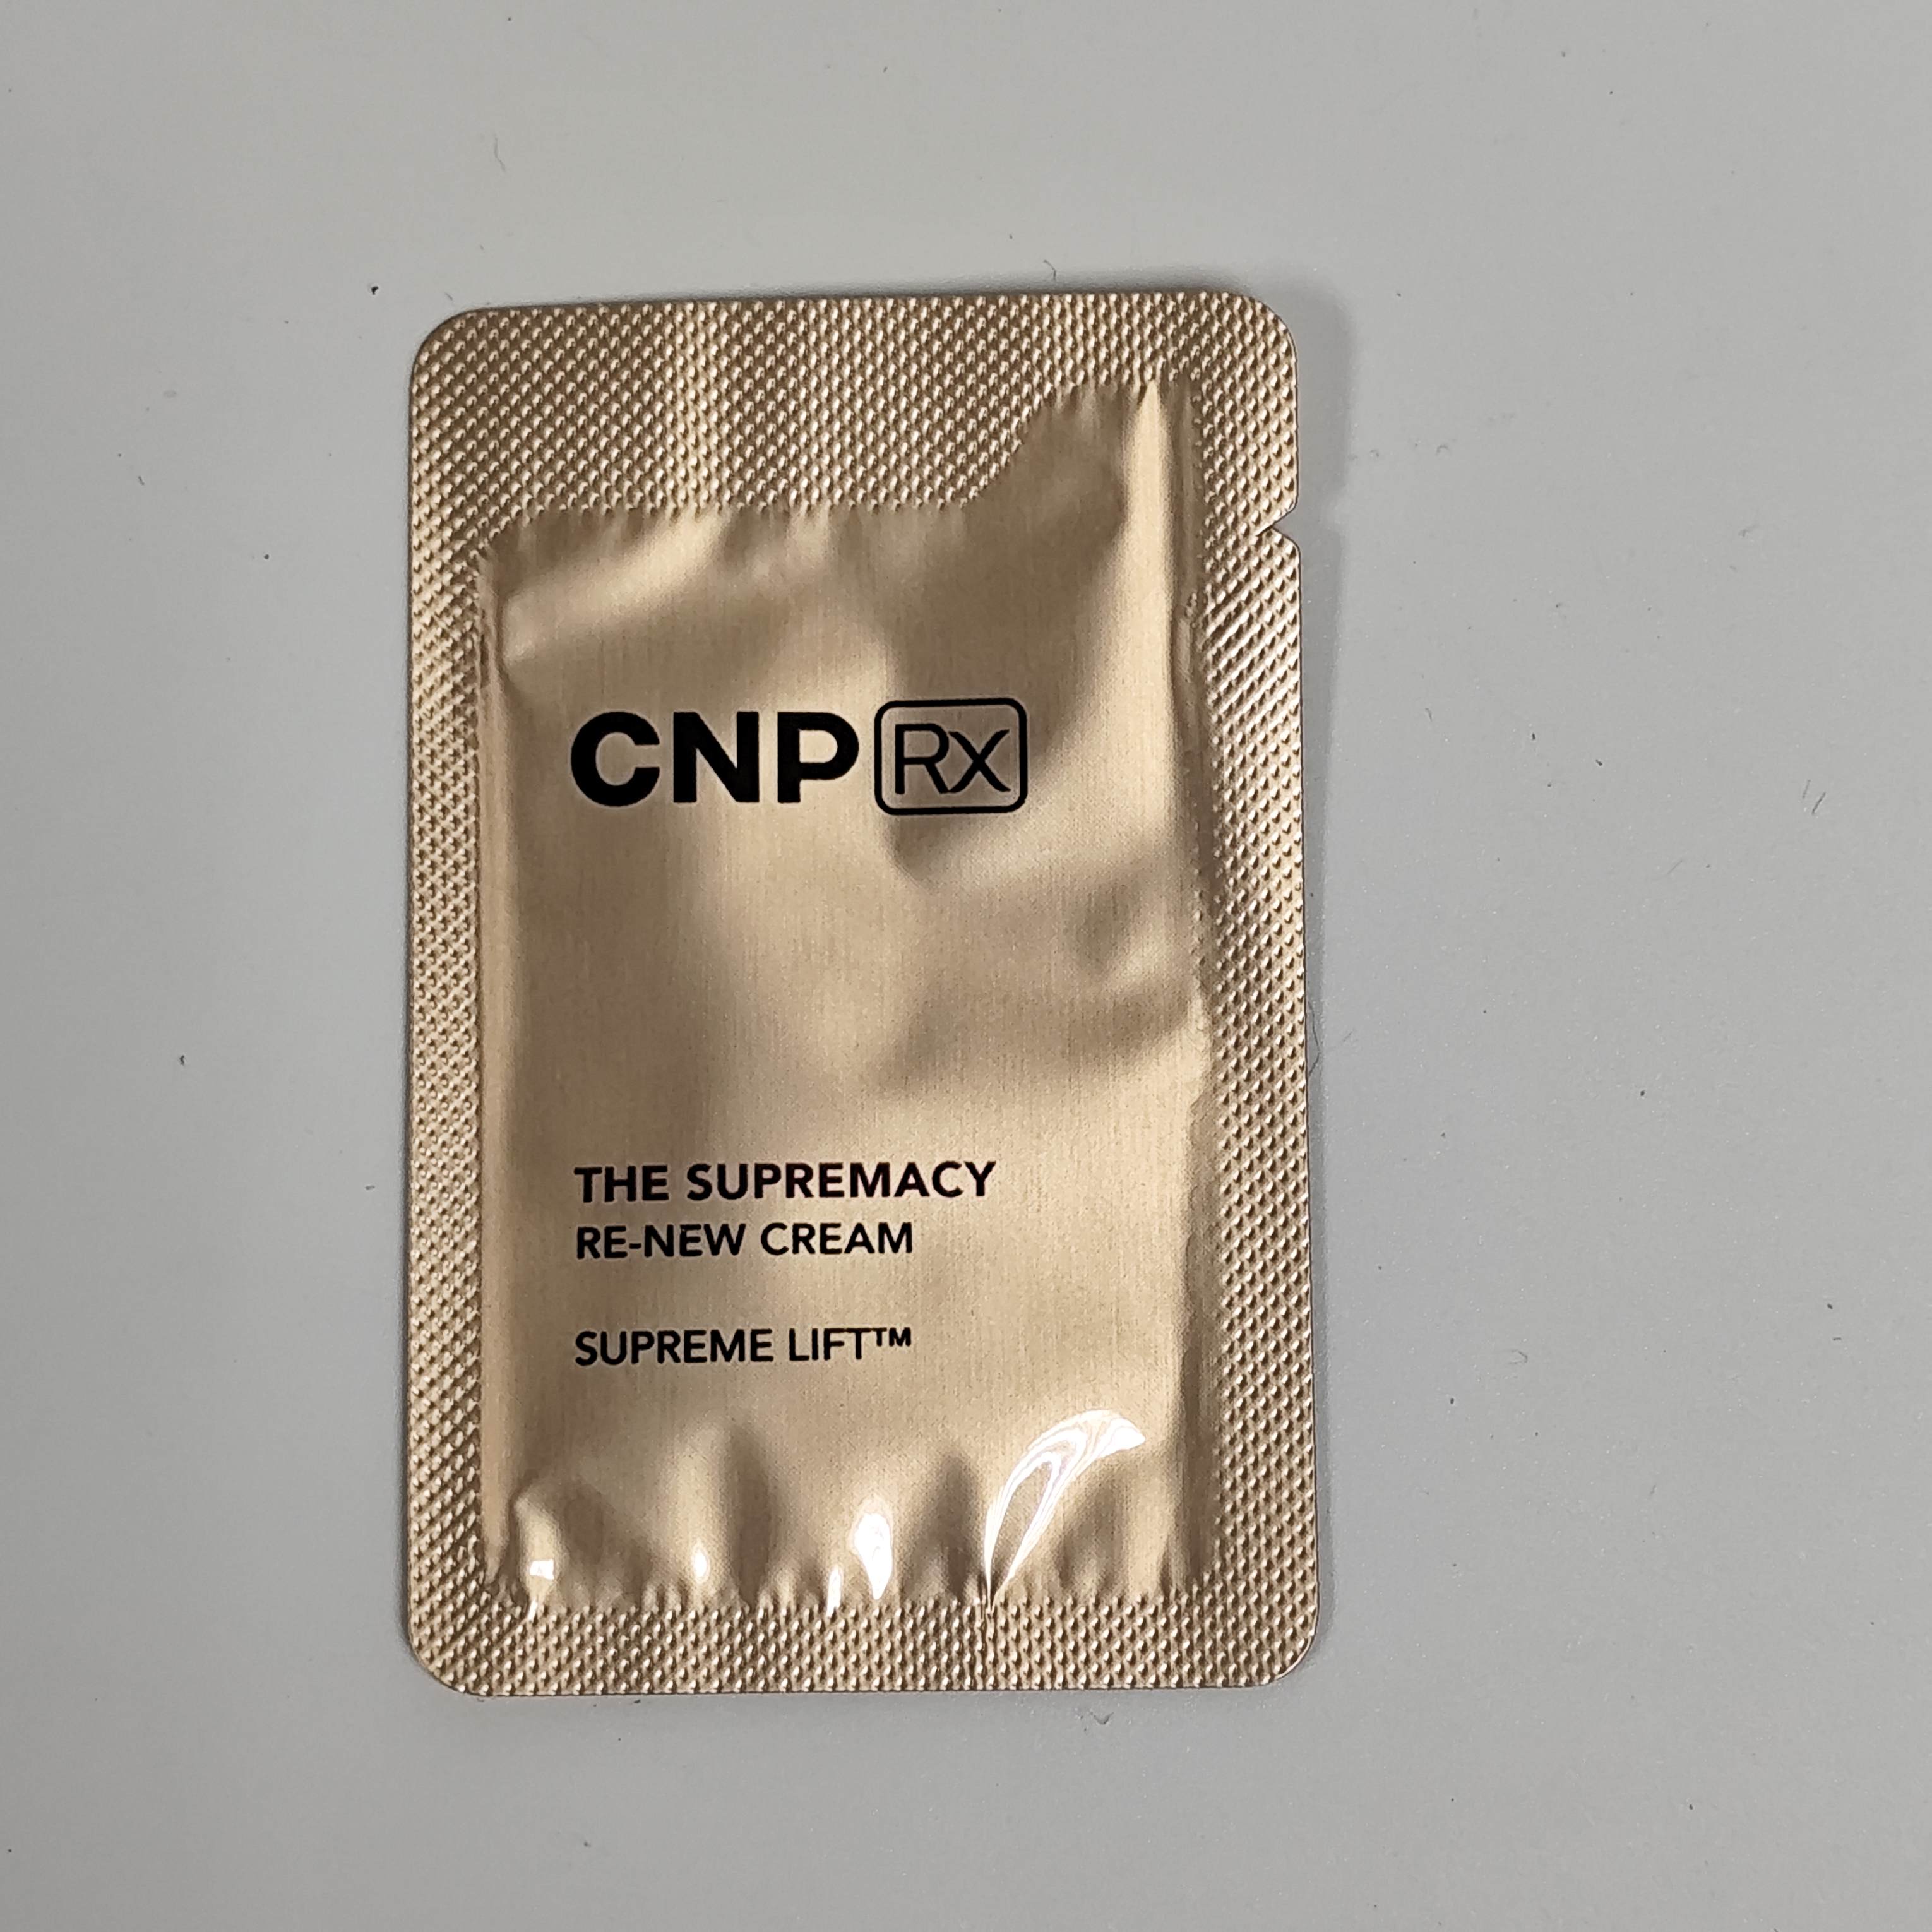 CNP Rx
THE SUPREMACY
RE-NEW CREAM
SUPREME LIFT™